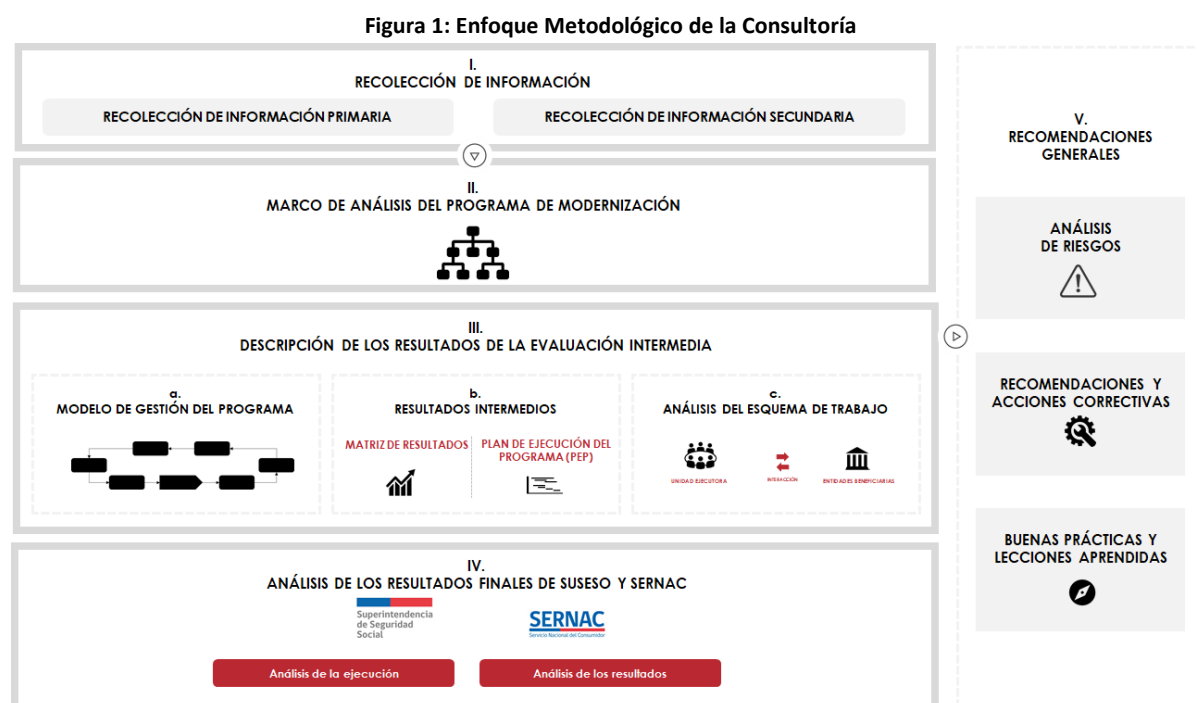 Figura 1: Enfoque Metodológico de la Consultoría
I.
RECOLECCIÓN DE INFORMACIÓN
RECOLECCIÓN DE INFORMACIÓN PRIMARIA
RECOLECCIÓN DE INFORMACIÓN SECUNDARIA
II.
MARCO DE ANÁLISIS DEL PROGRAMA DE MODERNIZACIÓN
III.
DESCRIPCIÓN DE LOS RESULTADOS DE LA EVALUACIÓN INTERMEDIA
a.
MODELO DE GESTIÓN DEL PROGRAMA
b.
RESULTADOS INTERMEDIOS
MATRIZ DE RESULTADOS
PLAN DE EJECUCIÓN DEL
PROGRAMA (PEP)
c.
ANÁLISIS DEL ESQUEMA DE TRABAJO
UNIDAD EJECUTORA
INTERACCIÓN
ENTIDADES BENEFICIARIAS
IV.
ANÁLISIS DE LOS RESULTADOS FINALES DE SUSESO Y SERNAC
Superintendencia
de Seguridad
Social
SERNAC
Servicio Nacional del Consumidor
Análisis de la ejecución
Análisis de los resultados
V.
RECOMENDACIONES
GENERALES
ANÁLISIS
DE RIESGOS
RECOMENDACIONES Y
ACCIONES CORRECTIVAS
BUENAS PRÁCTICAS Y
LECCIONES APRENDIDAS